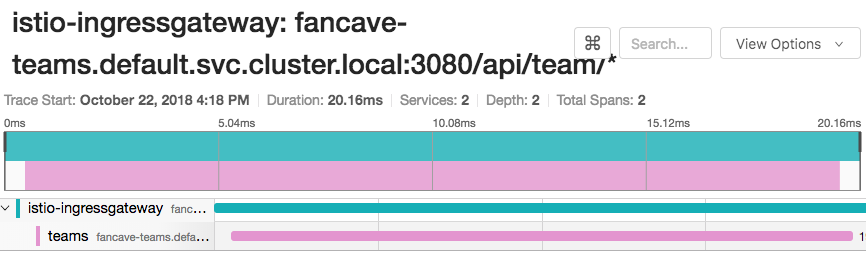 istio-ingressgateway: fancave-
teams.default.svc.cluster.local:3080/api/team/*
⌘
Search...
View Options
Trace Start: October 22, 2018 4:18 PM Duration: 20.16ms Services: 2 Depth: 2 Total Spans: 2
0ms 5.04ms 10.08ms 15.12ms 20.16ms
istio-ingressgateway fanc...
teams fancave-teams.defa...